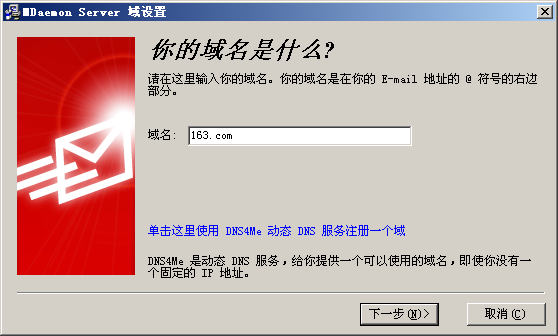 MDaemon Server 域设置
你的域名是什么?
请在这里输入你的域名。你的域名是在你的 E-mail 地址的 @ 符号的右边
部分。
域名: 163.com
单击这里使用 DNS4Me 动态 DNS 服务注册一个域
DNS4Me 是动态 DNS 服务,给你提供一个可以使用的域名,即使你没有一
个固定的 IP 地址。
下一步(N)> 取消(C)